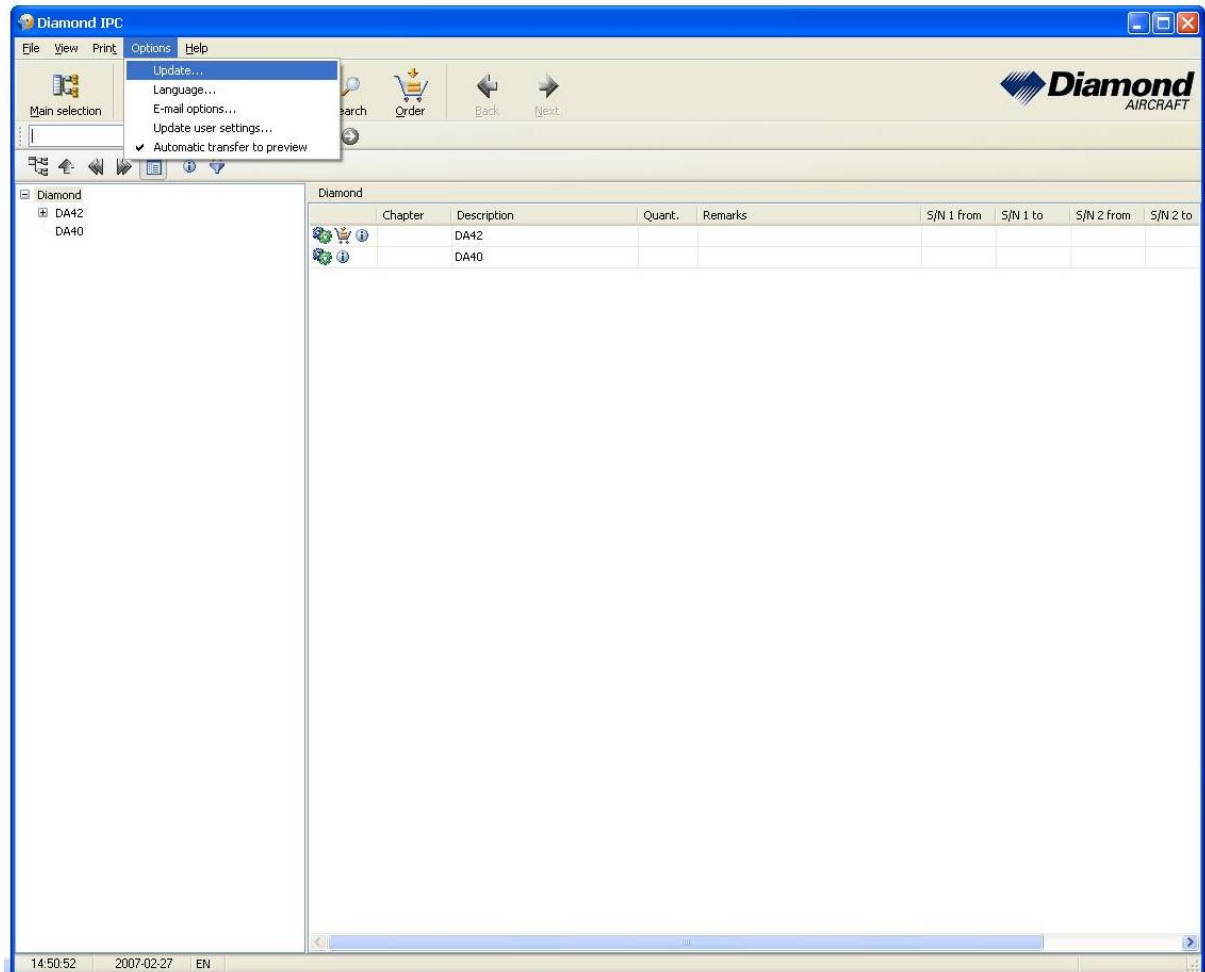 Diamond IPC
File View Print Options Help
Update...
Language...
E-mail options...
Update user settings...
Automatic transfer to preview
Main selection
earch
Order
Back
Next
Diamond
AIRCRAFT
Diamond
DA42
DA40
Diamond
Chapter Description Quant. Remarks S/N 1 from S/N 1 to S/N 2 from S/N 2 to
DA42
DA40
14:50:52 2007-02-27 EN